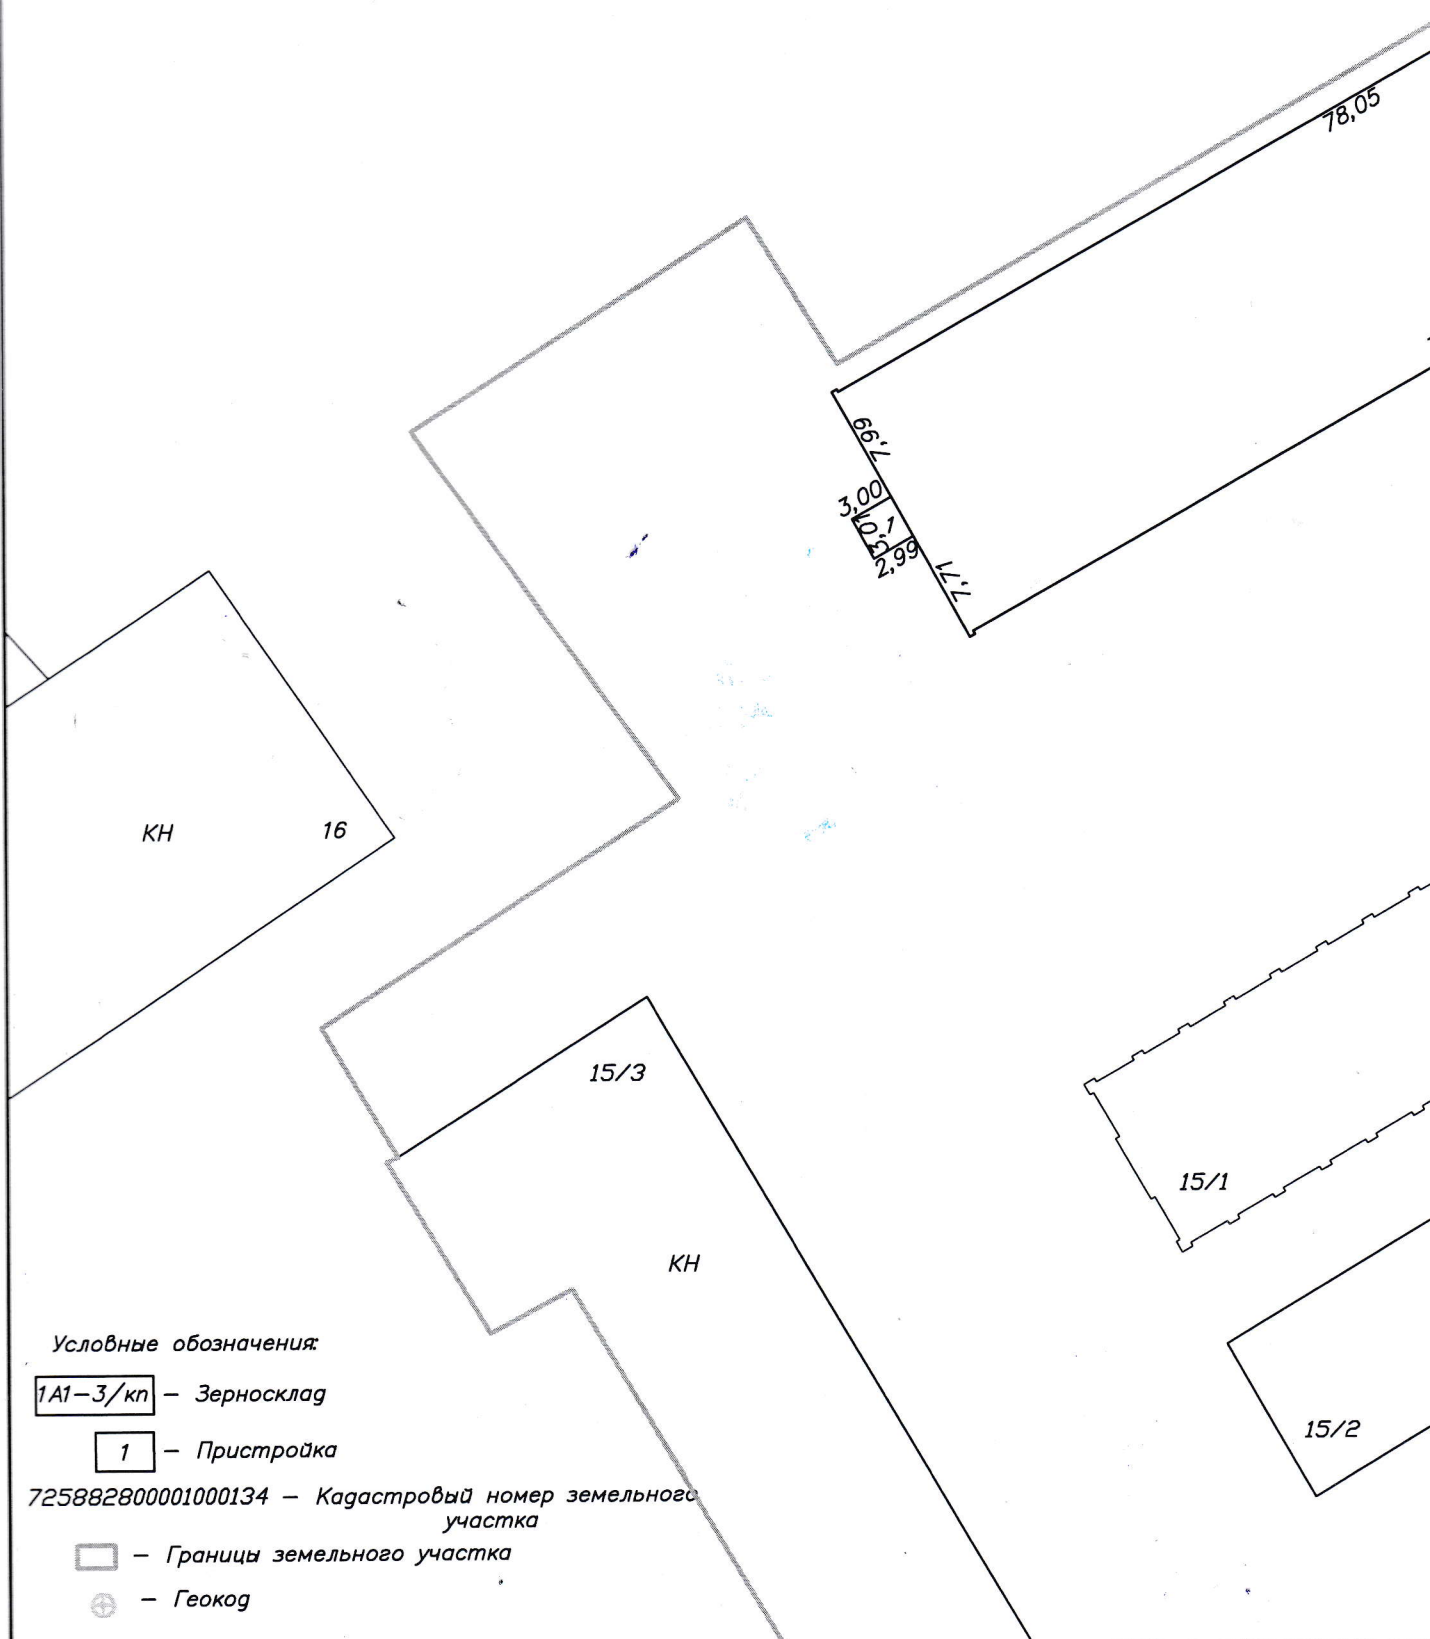 78,05
7,99
3,00
1
3,01
2,99
7,71
КН
16
15/3
15/1
КН
15/2
Условные обозначения:
1А1-3/кп – Зерносклад
1 – Пристройка
725882800001000134 – Кадастровый номер земельного
участка
– Границы земельного участка
– Геокод